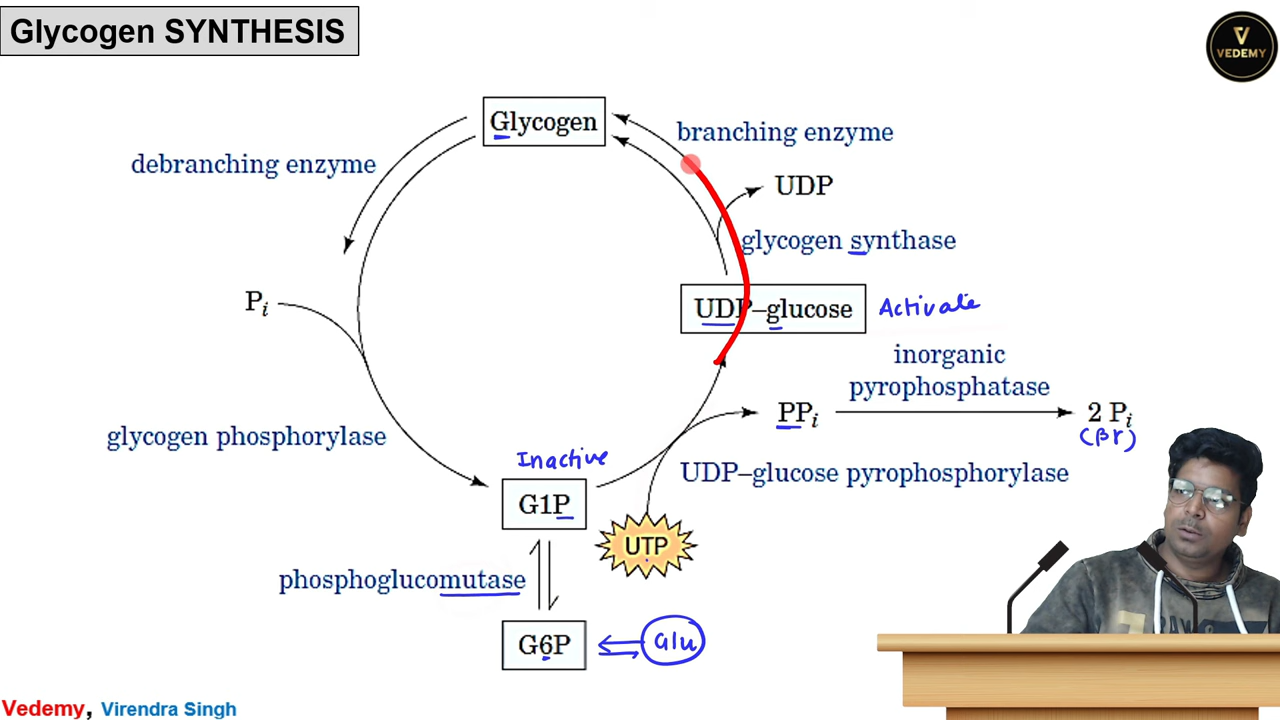 Glycogen SYNTHESIS
VEDEMY
Glycogen
branching enzyme
debranching enzyme
UDP
glycogen synthase
Pi
UDP–glucose
Activate
inorganic
pyrophosphatase
PPi
2 Pi
(βγ)
glycogen phosphorylase
Inactive
UDP–glucose pyrophosphorylase
G1P
UTP
phosphoglucomutase
G6P
Glu
Vedemy, Virendra Singh